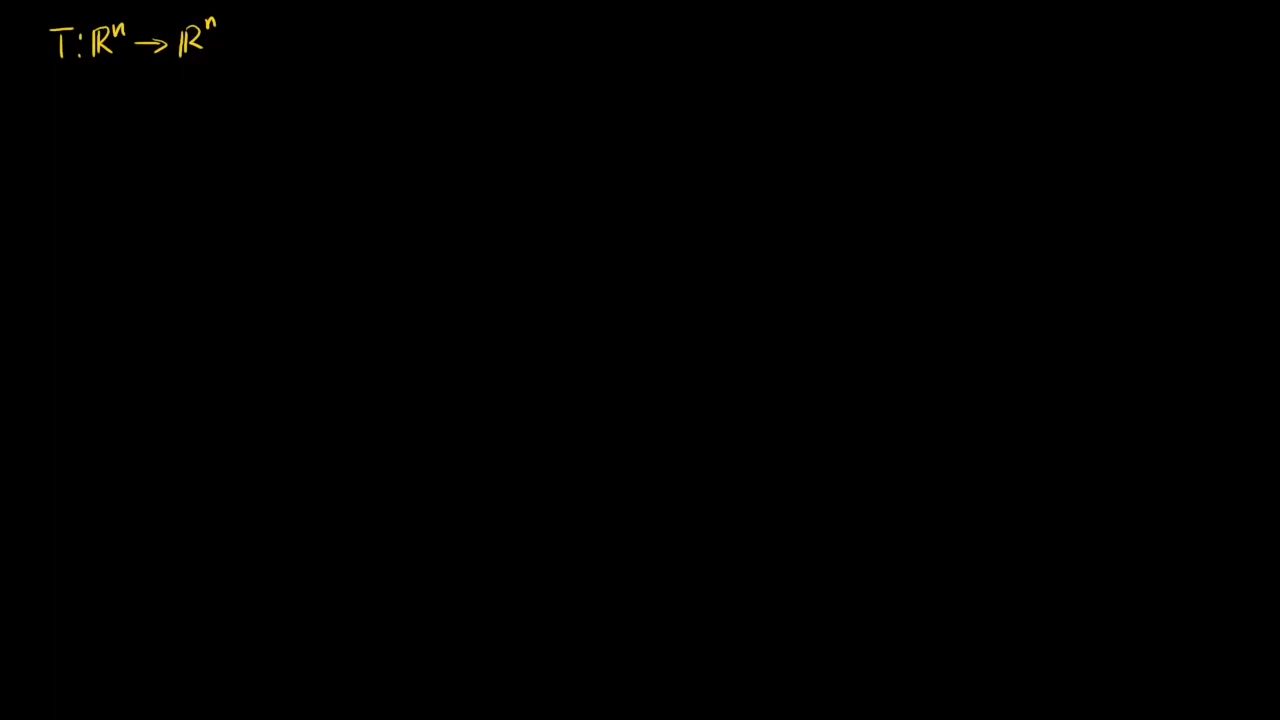 T: ℝⁿ → ℝⁿ